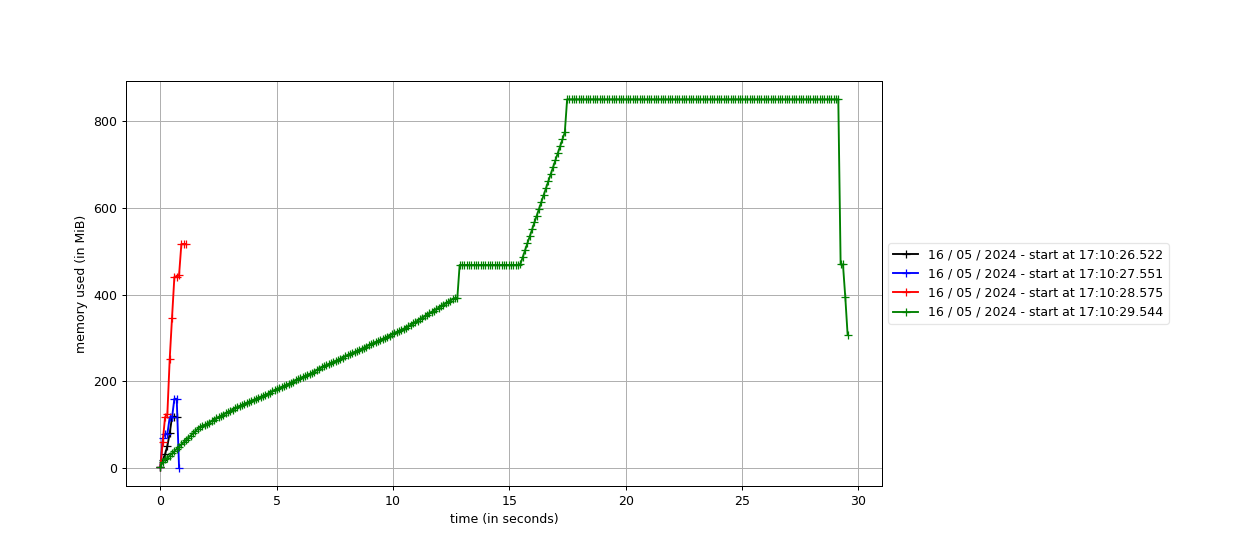 800
600
400
200
0
memory used (in MiB)
0 5 10 15 20 25 30
time (in seconds)
16 / 05 / 2024 - start at 17:10:26.522
16 / 05 / 2024 - start at 17:10:27.551
16 / 05 / 2024 - start at 17:10:28.575
16 / 05 / 2024 - start at 17:10:29.544